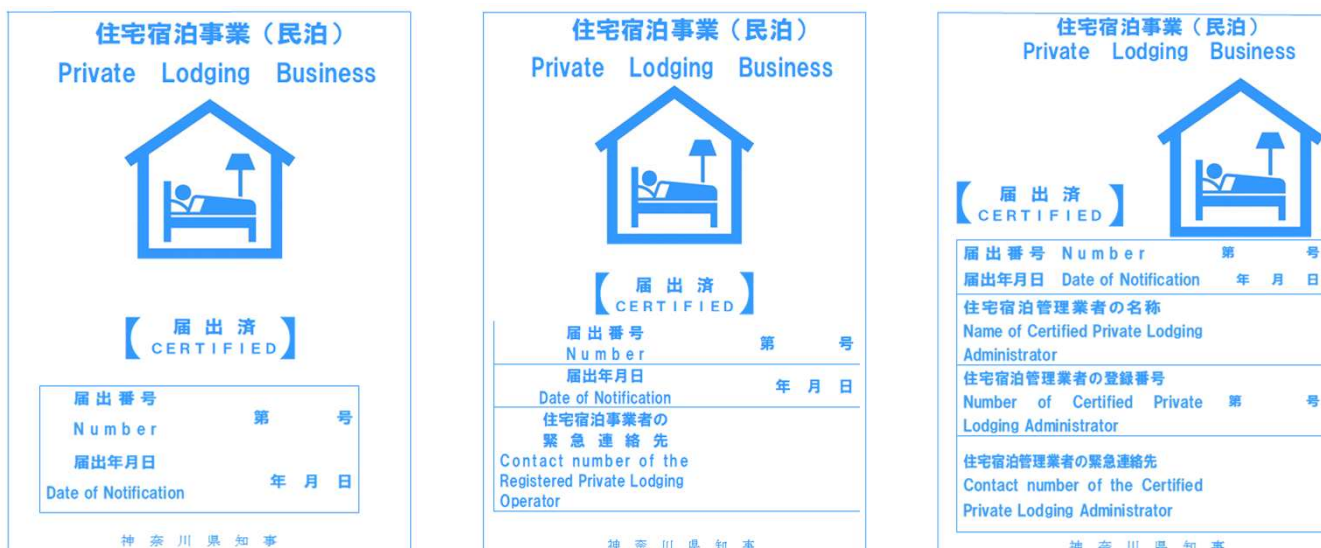 住宅宿泊事業(民泊)
Private Lodging Business
【届出済
CERTIFIED】
届出番号
Number
第 号
届出年月日
Date of Notification
年 月 日
神奈川県知事
住宅宿泊事業(民泊)
Private Lodging Business
【届出済
CERTIFIED】
届出番号
Number
第 号
届出年月日
Date of Notification
年 月 日
住宅宿泊事業者の
緊急連絡先
Contact number of the
Registered Private Lodging
Operator
神奈川県知事
住宅宿泊事業(民泊)
Private Lodging Business
【届出済
CERTIFIED】
届出番号 Number 第 号
届出年月日 Date of Notification 年 月 日
住宅宿泊管理業者の名称
Name of Certified Private Lodging
Administrator
住宅宿泊管理業者の登録番号
Number of Certified Private 第 号
Lodging Administrator
住宅宿泊管理業者の緊急連絡先
Contact number of the Certified
Private Lodging Administrator
神奈川県知事